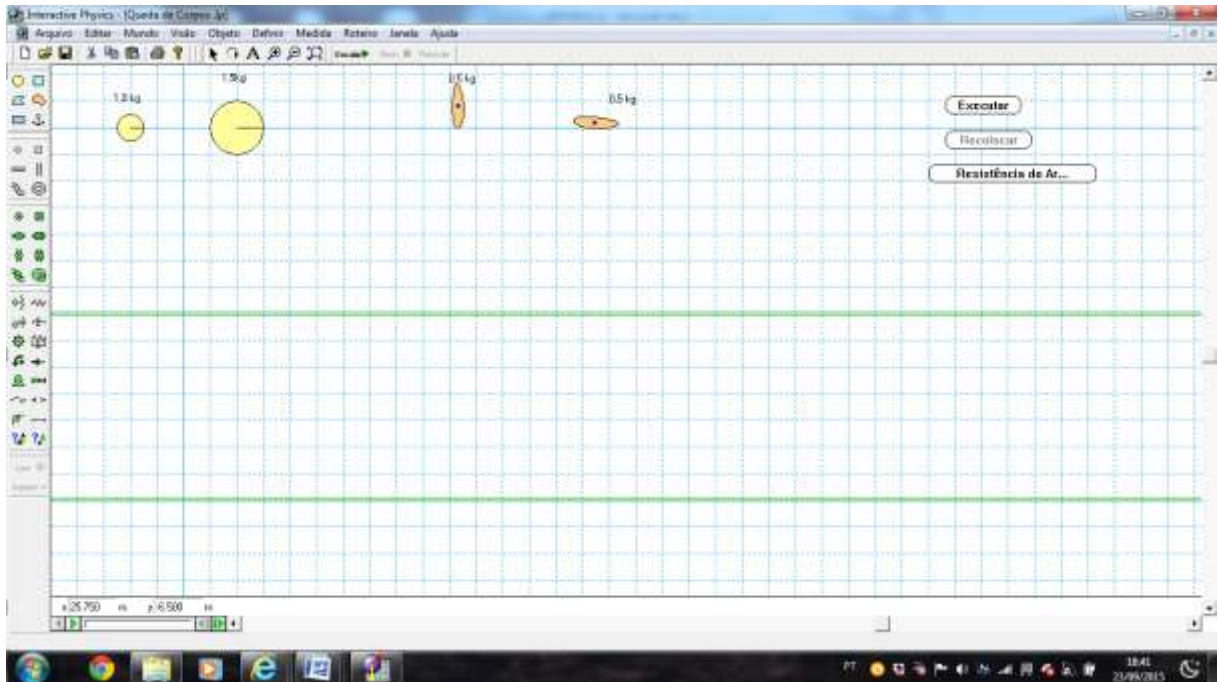 Interactive Physics - [Queda de Corpos .ip]
Arquivo Editar Mundo Visão Objeto Definir Medida Roteiro Janela Ajuda
1.0 kg
0.5 kg
0.5 kg
Executar
Recolocar
Resistência do Ar...
x 25.750 m y 6.500 m
PT
18:41
23/09/2015